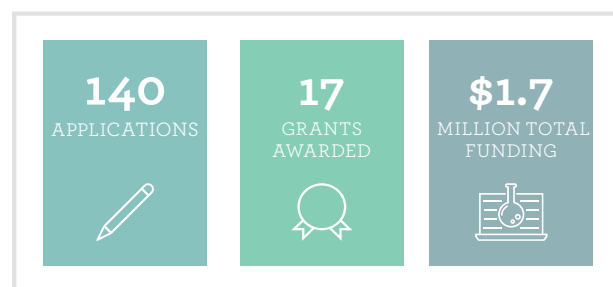 140
APPLICATIONS
17
GRANTS
AWARDED
$1.7
MILLION TOTAL
FUNDING